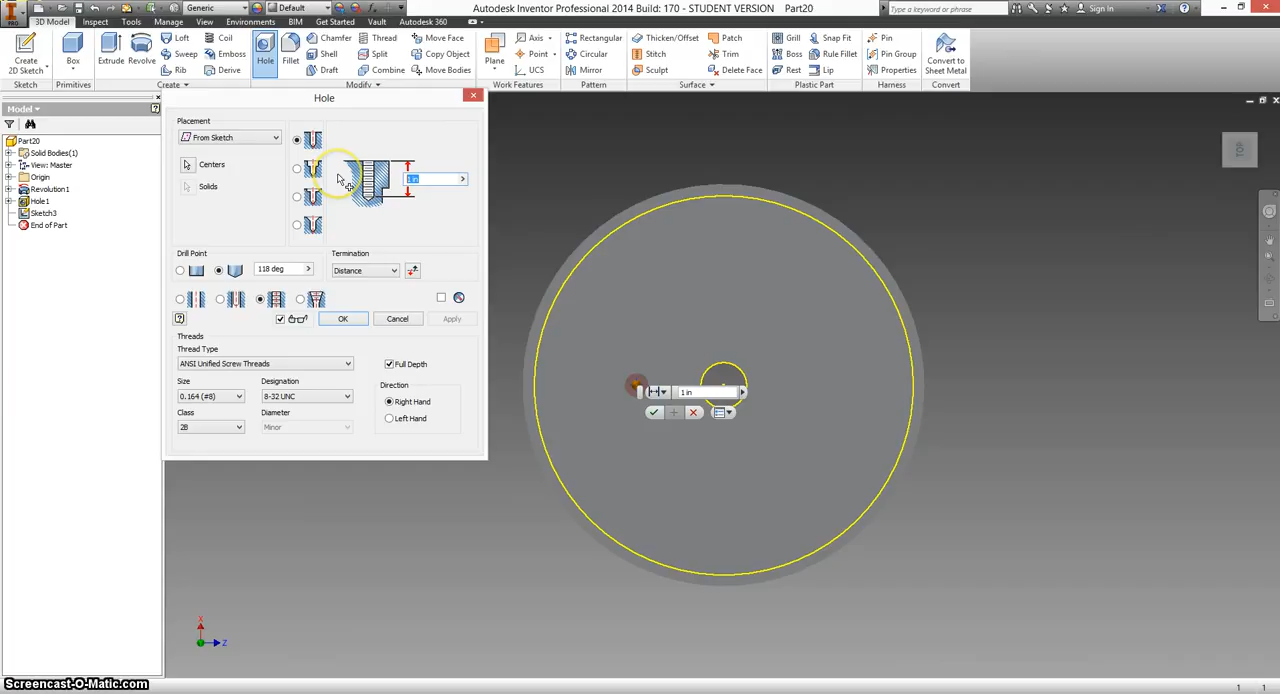 Generic
Default
Autodesk Inventor Professional 2014 Build: 170 - STUDENT VERSION Part20
Type a keyword or phrase
Sign In
PRO
3D Model Inspect Tools Manage View Environments BIM Get Started Vault Autodesk 360
Create
2D Sketch
Sketch
Box
Primitives
Extrude
Revolve
Loft
Sweep
Rib
Coil
Emboss
Derive
Create
Hole
Fillet
Chamfer
Shell
Draft
Thread
Split
Combine
Move Face
Copy Object
Move Bodies
Modify
Plane
Axis
Point
UCS
Work Features
Rectangular
Circular
Mirror
Pattern
Thicken/Offset
Stitch
Sculpt
Patch
Trim
Delete Face
Surface
Grill
Boss
Rest
Snap Fit
Rule Fillet
Lip
Plastic Part
Pin
Pin Group
Properties
Harness
Convert to
Sheet Metal
Convert
Model
Part20
Solid Bodies(1)
View: Master
Origin
Revolution1
Hole1
Sketch3
End of Part
Hole
Placement
From Sketch
Centers
Solids
1 in
Drill Point
118 deg
Termination
Distance
OK
Cancel
Apply
Threads
Thread Type
ANSI Unified Screw Threads
Full Depth
Size
Designation
Direction
0.164 (#8)
8-32 UNC
Right Hand
Class
Diameter
Left Hand
2B
Minor
1 in
TOP
X
Z
Screencast-O-Matic.com
1 1